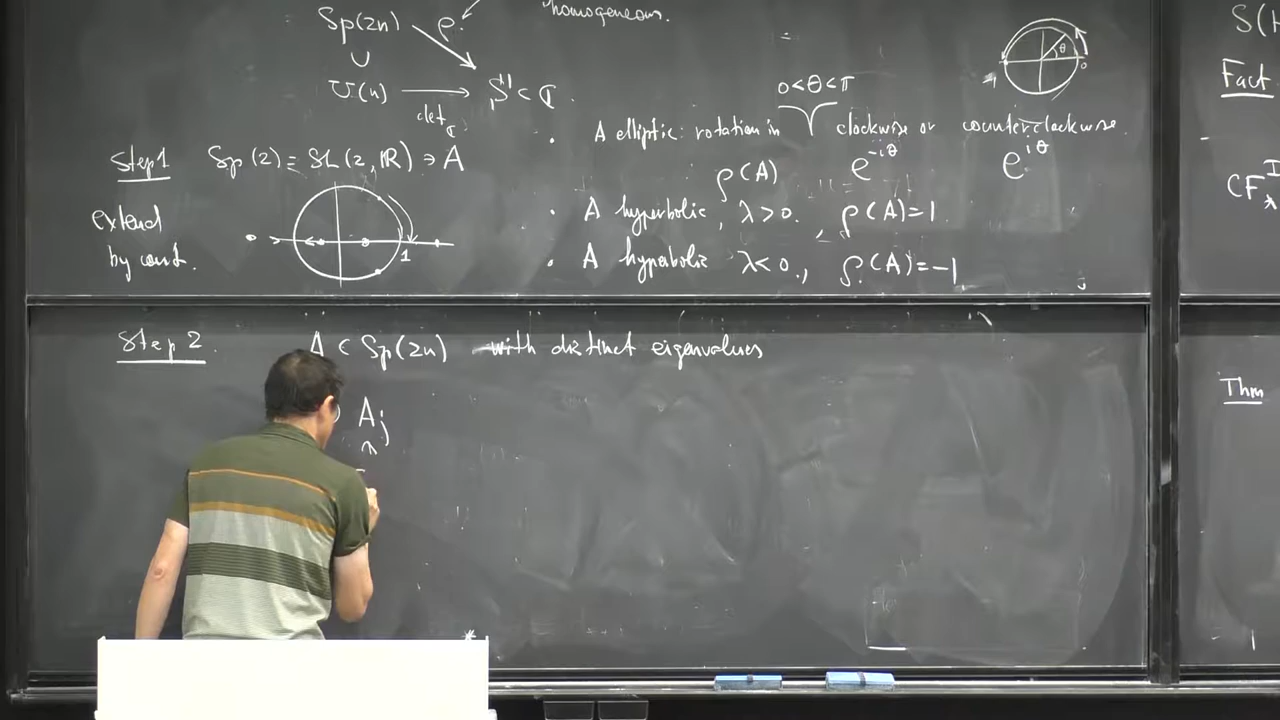 homogeneous.
Sp(2n) ρ.
∪ =
U(n) → S¹ ⊂ ℂ.
det_ℂ
θ
0<θ<π
• A elliptic: rotation in clockwise or counterclockwise.
ρ(A) e^{-iθ} e^{iθ}
Step 1 Sp(2) = SL(2, ℝ) ∋ A
extend
by cont.
1
• A hyperbolic, λ>0. ρ(A)=1
• A hyperbolic λ<0, ρ(A)=-1
Step 2. A ⊂ Sp(2n) with distinct eigenvalues
A_j
S(
Fact
CF
Thm